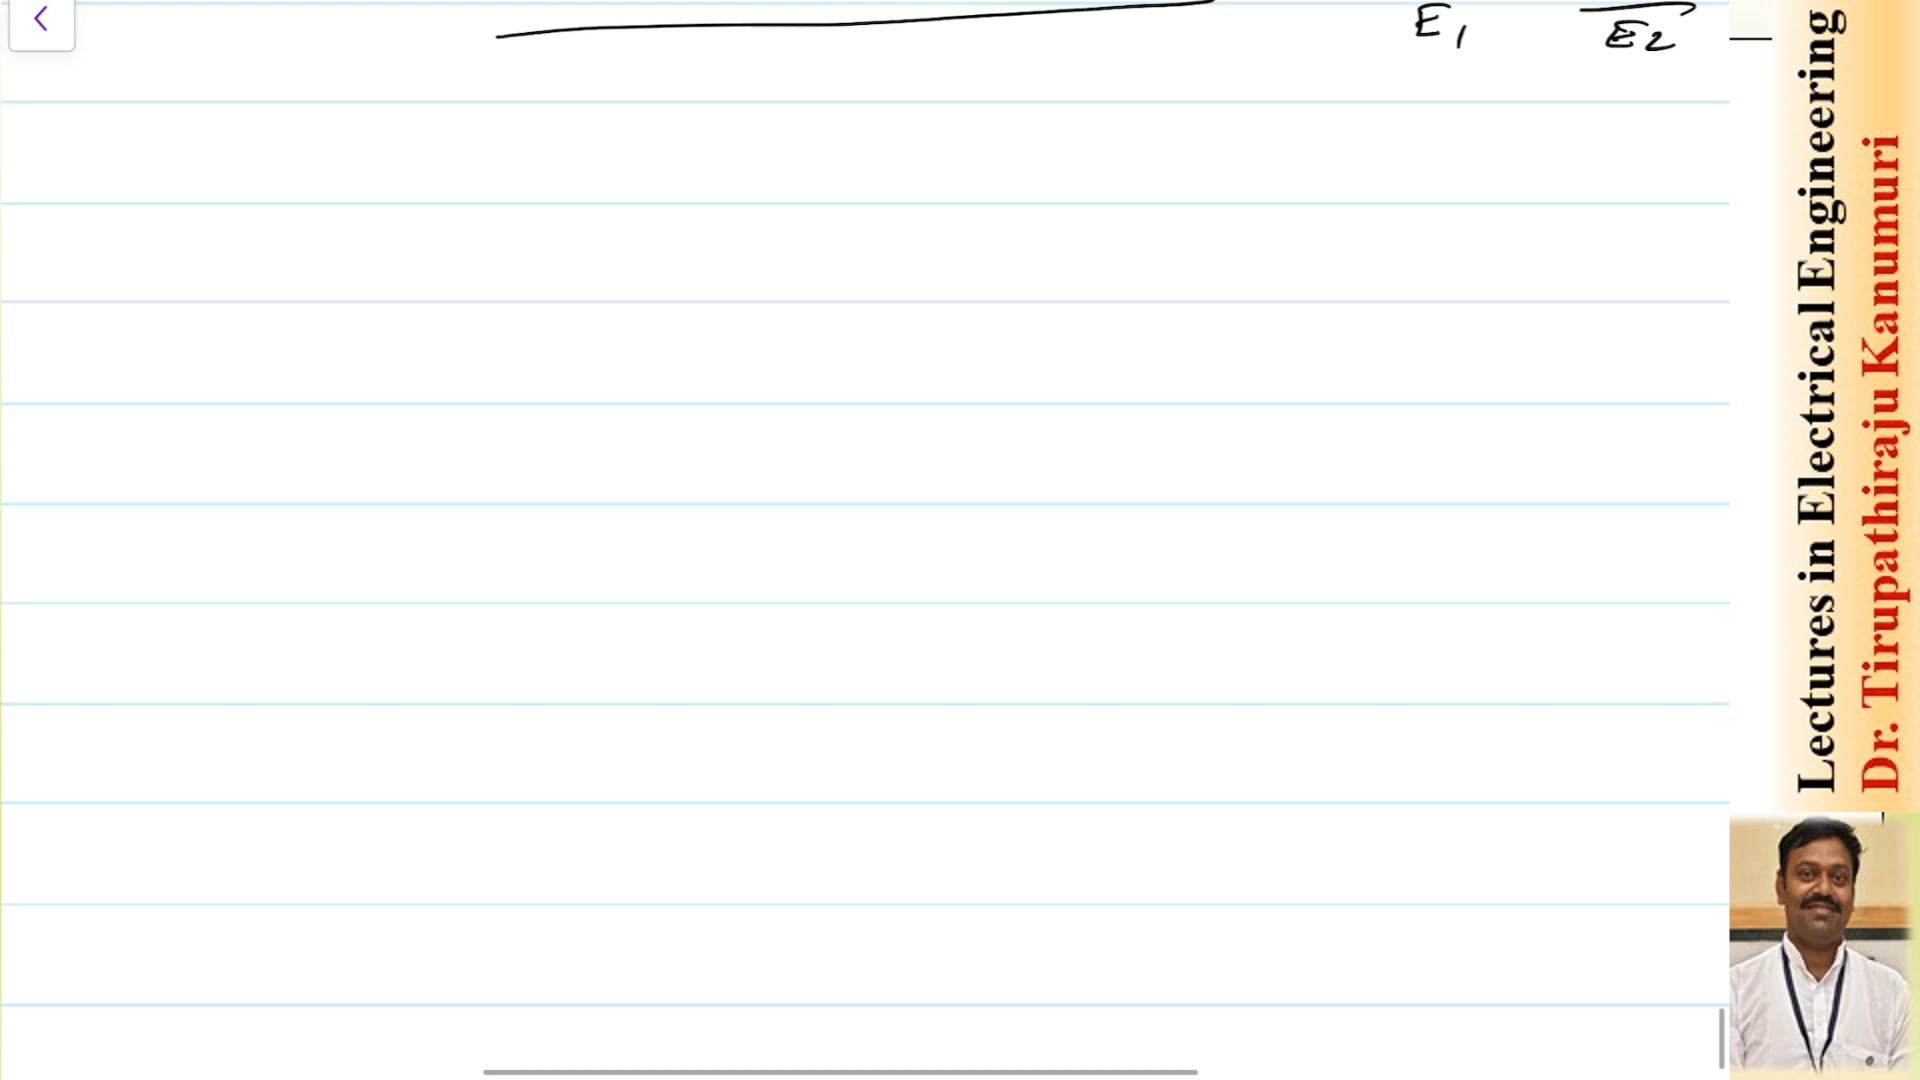 E1 E2
Lectures in Electrical Engineering
Dr. Tirupathiraju Kanumuri